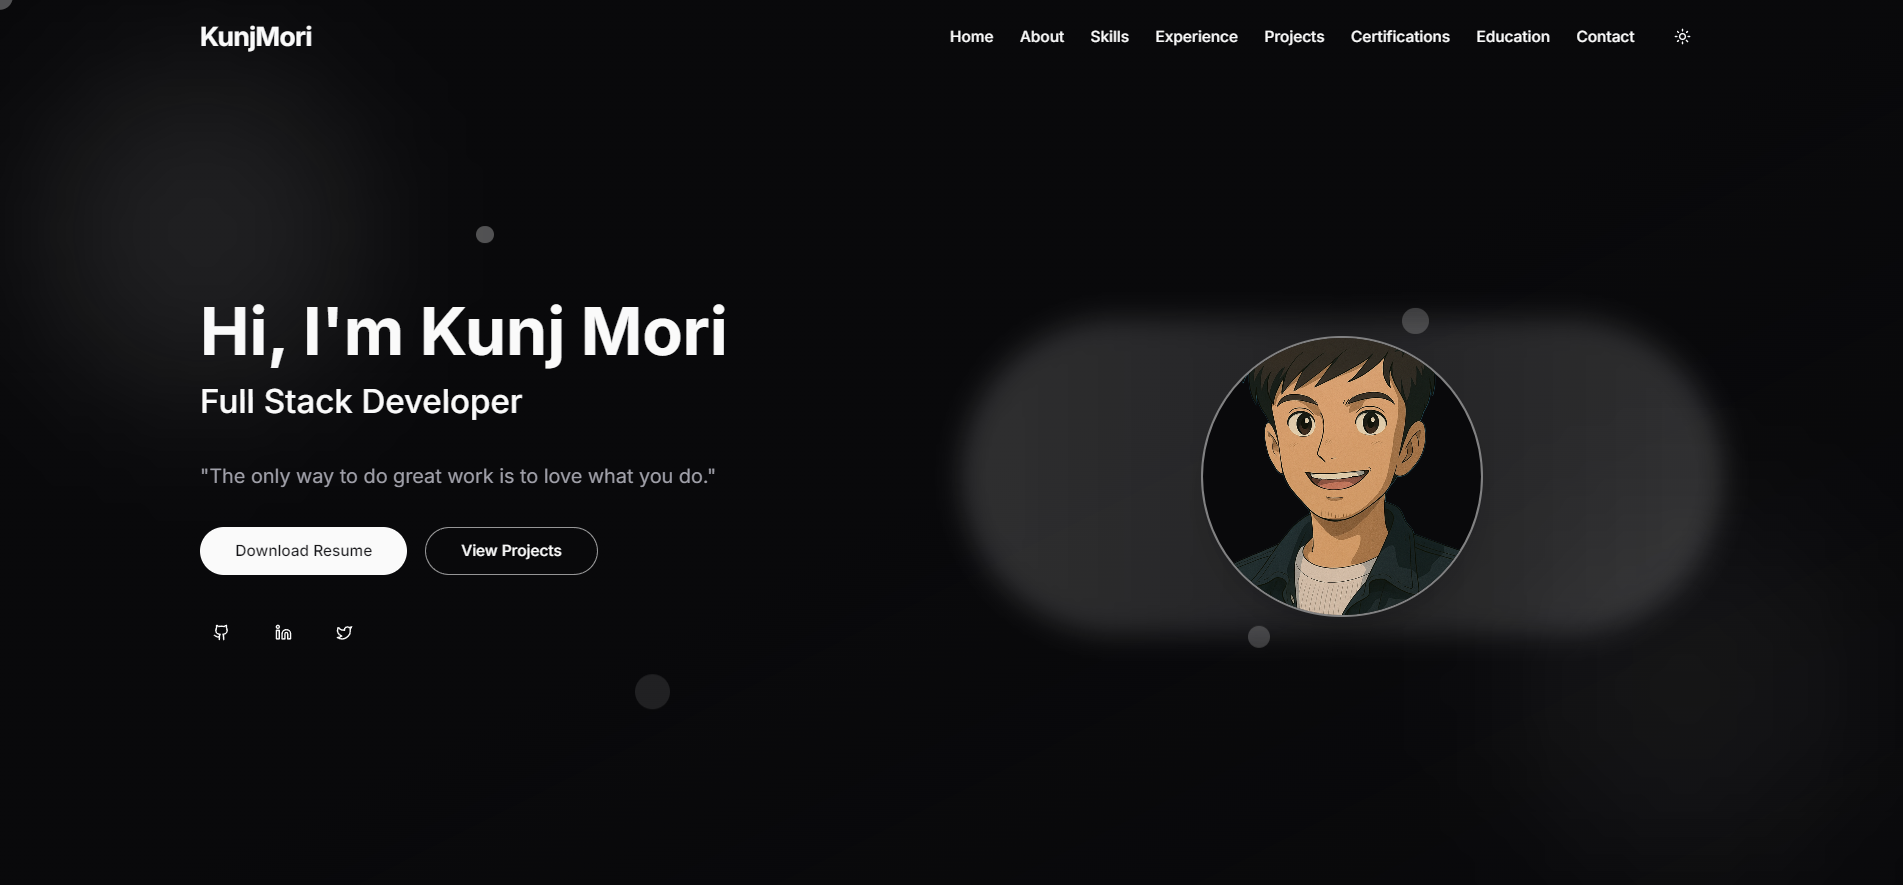 KunjMori
Home About Skills Experience Projects Certifications Education Contact
Hi, I'm Kunj Mori
Full Stack Developer
"The only way to do great work is to love what you do."
Download Resume View Projects